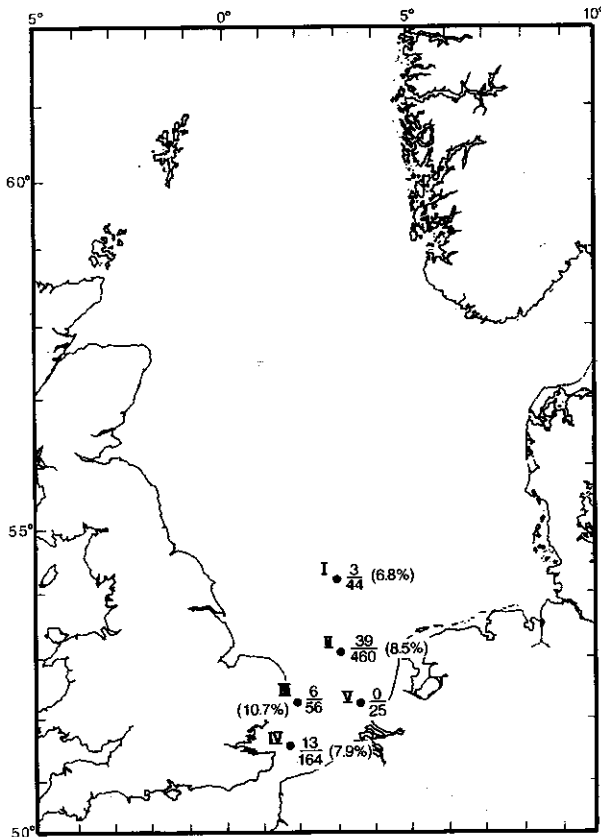 5° 0° 5° 10°
60°
55°
I 3/44 (6.8%)
II 39/460 (8.5%)
III 6/56 (10.7%)
V 0/25
IV 13/164 (7.9%)
50°